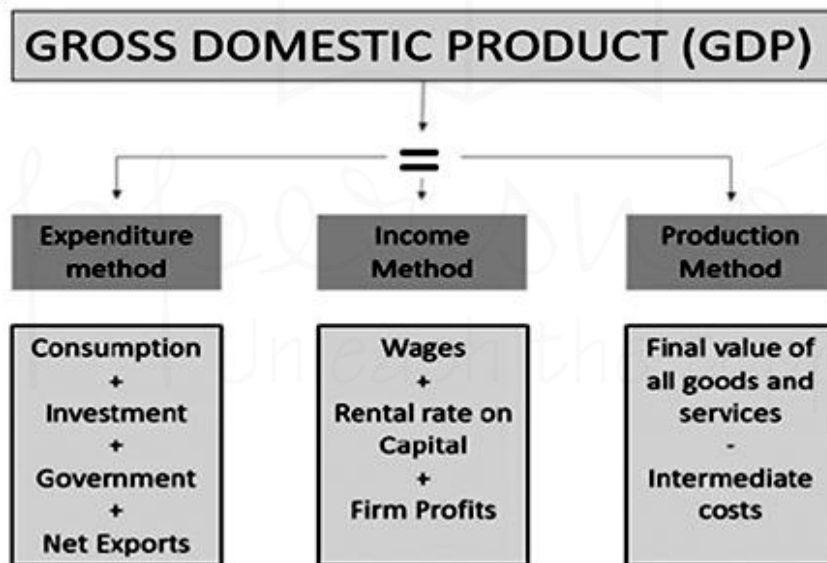 GROSS DOMESTIC PRODUCT (GDP)
=
Expenditure
method
Consumption
+
Investment
+
Government
+
Net Exports
Income
Method
Wages
+
Rental rate on
Capital
+
Firm Profits
Production
Method
Final value of
all goods and
services
-
Intermediate
costs